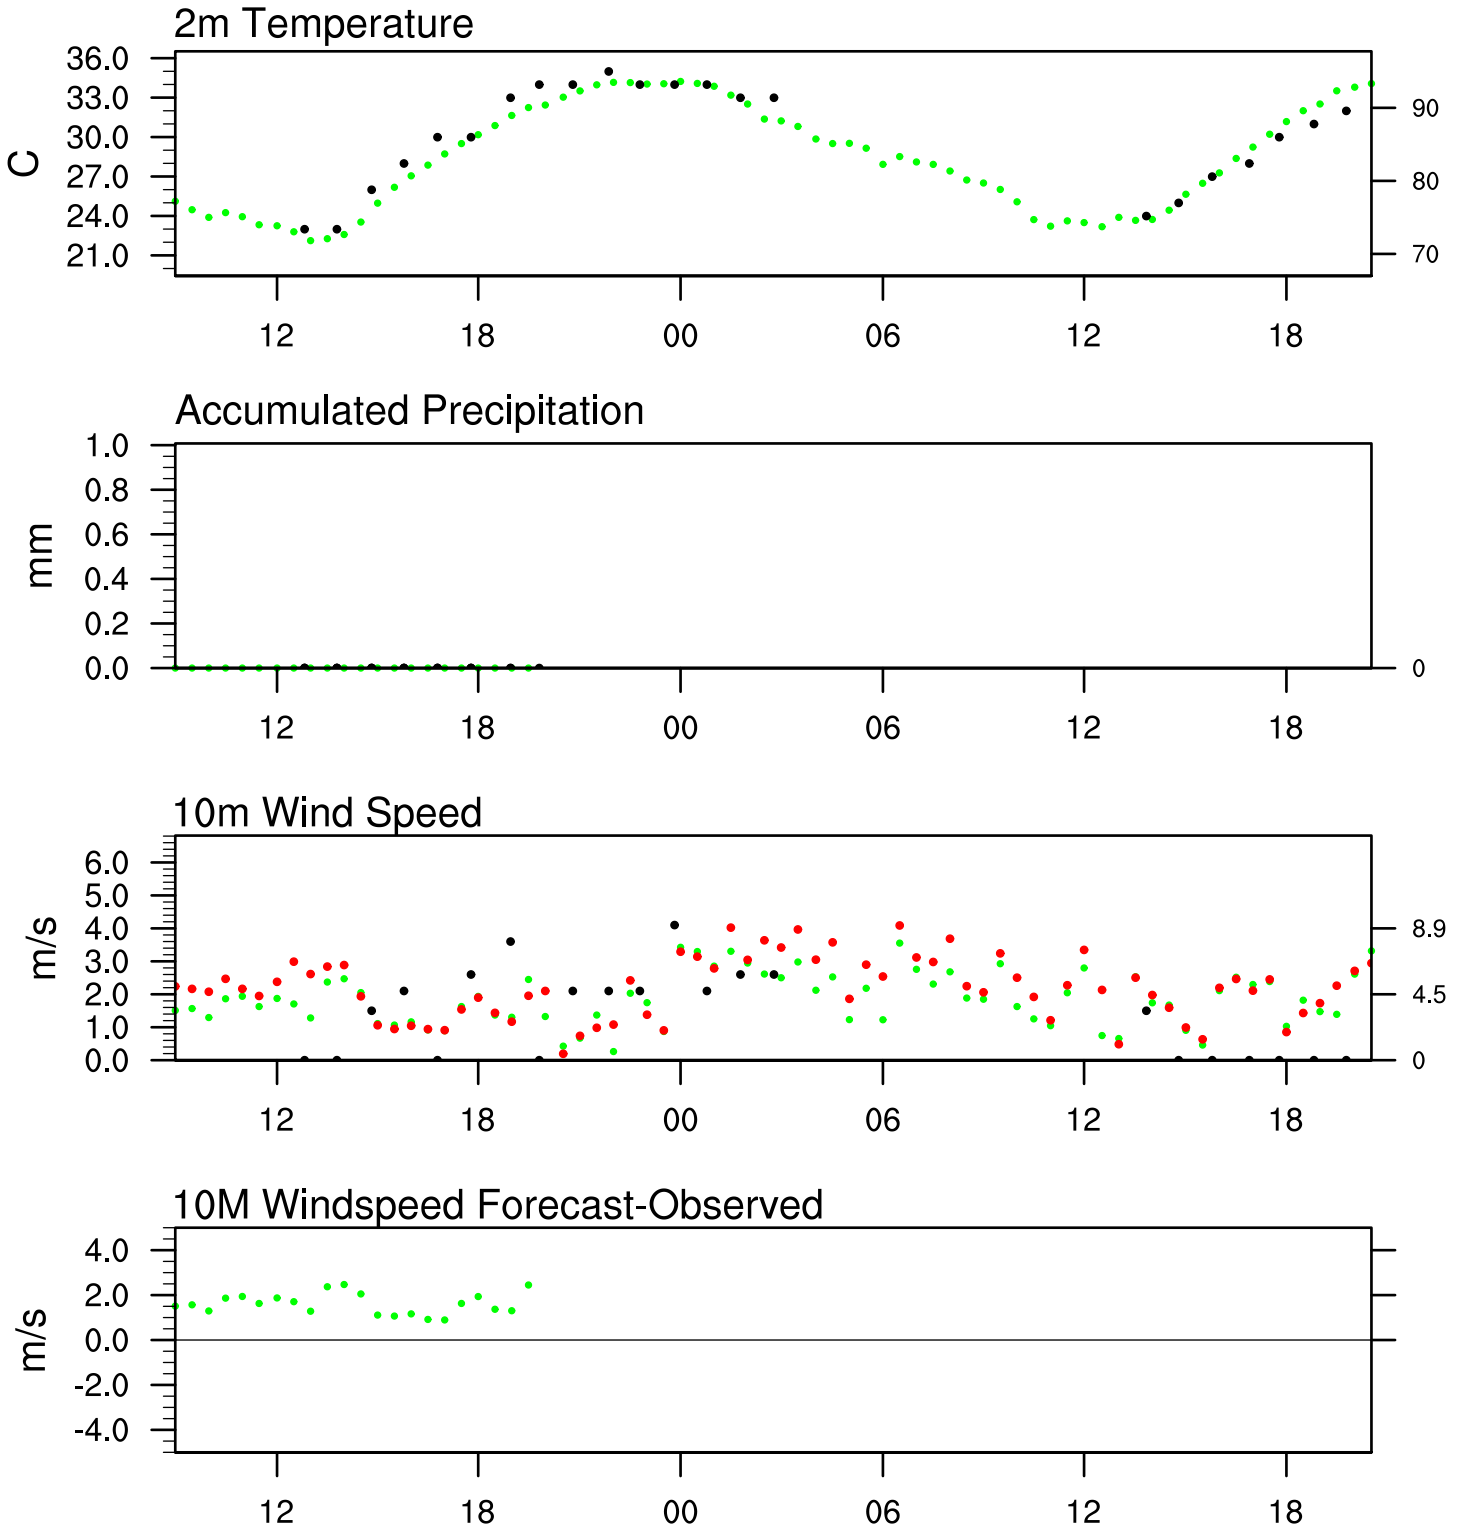 2m Temperature
36.0
33.0
30.0
27.0
24.0
21.0
C
90
80
70
12 18 00 06 12 18
Accumulated Precipitation
1.0
0.8
0.6
0.4
0.2
0.0
mm
0
12 18 00 06 12 18
10m Wind Speed
6.0
5.0
4.0
3.0
2.0
1.0
0.0
m/s
8.9
4.5
0
12 18 00 06 12 18
10M Windspeed Forecast-Observed
4.0
2.0
0.0
-2.0
-4.0
m/s
12 18 00 06 12 18